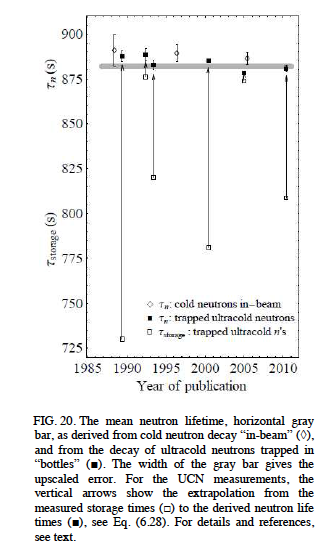 900
875
850
825
800
775
750
725
τn (s)
τstorage (s)
◇ τn: cold neutrons in−beam
■ τn: trapped ultracold neutrons
□ τstorage : trapped ultracold n's
1985 1990 1995 2000 2005 2010
Year of publication
FIG. 20. The mean neutron lifetime, horizontal gray
bar, as derived from cold neutron decay “in-beam” (◊),
and from the decay of ultracold neutrons trapped in
“bottles” (■). The width of the gray bar gives the
upscaled error. For the UCN measurements, the
vertical arrows show the extrapolation from the
measured storage times (□) to the derived neutron life
times (■), see Eq. (6.28). For details and references,
see text.